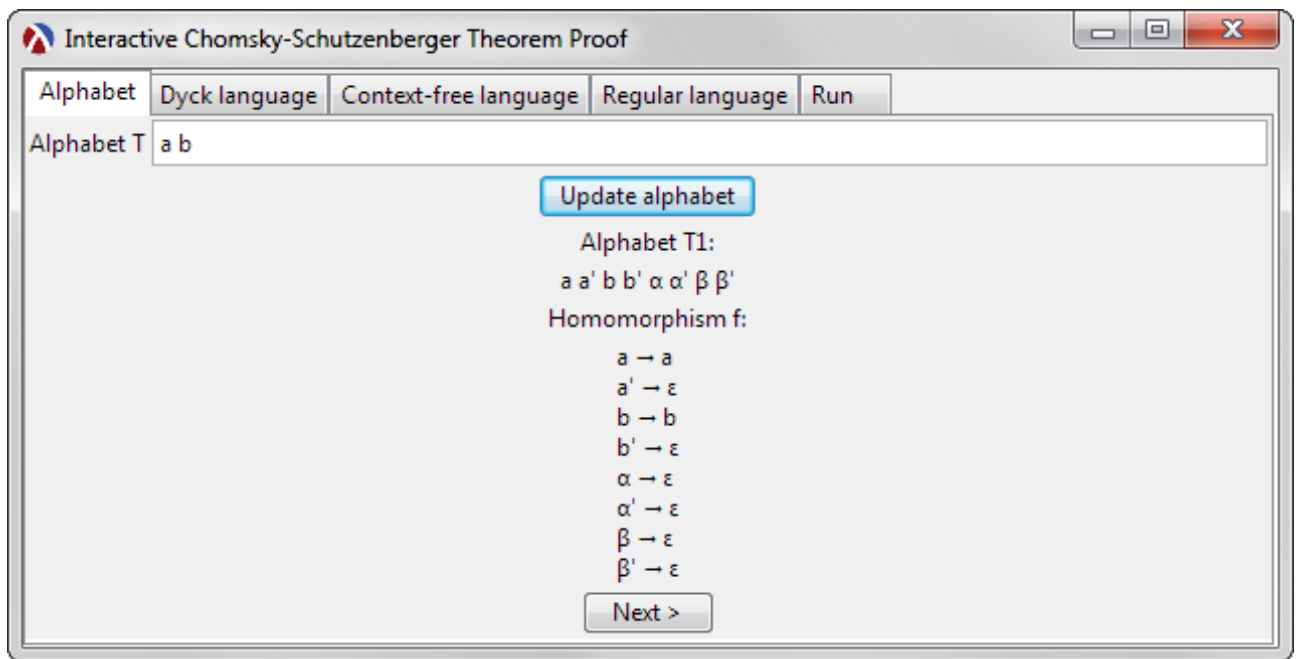 Interactive Chomsky-Schutzenberger Theorem Proof
Alphabet Dyck language Context-free language Regular language Run
Alphabet T a b
Update alphabet
Alphabet T1:
a a' b b' α α' β β'
Homomorphism f:
a → a
a' → ε
b → b
b' → ε
α → ε
α' → ε
β → ε
β' → ε
Next >